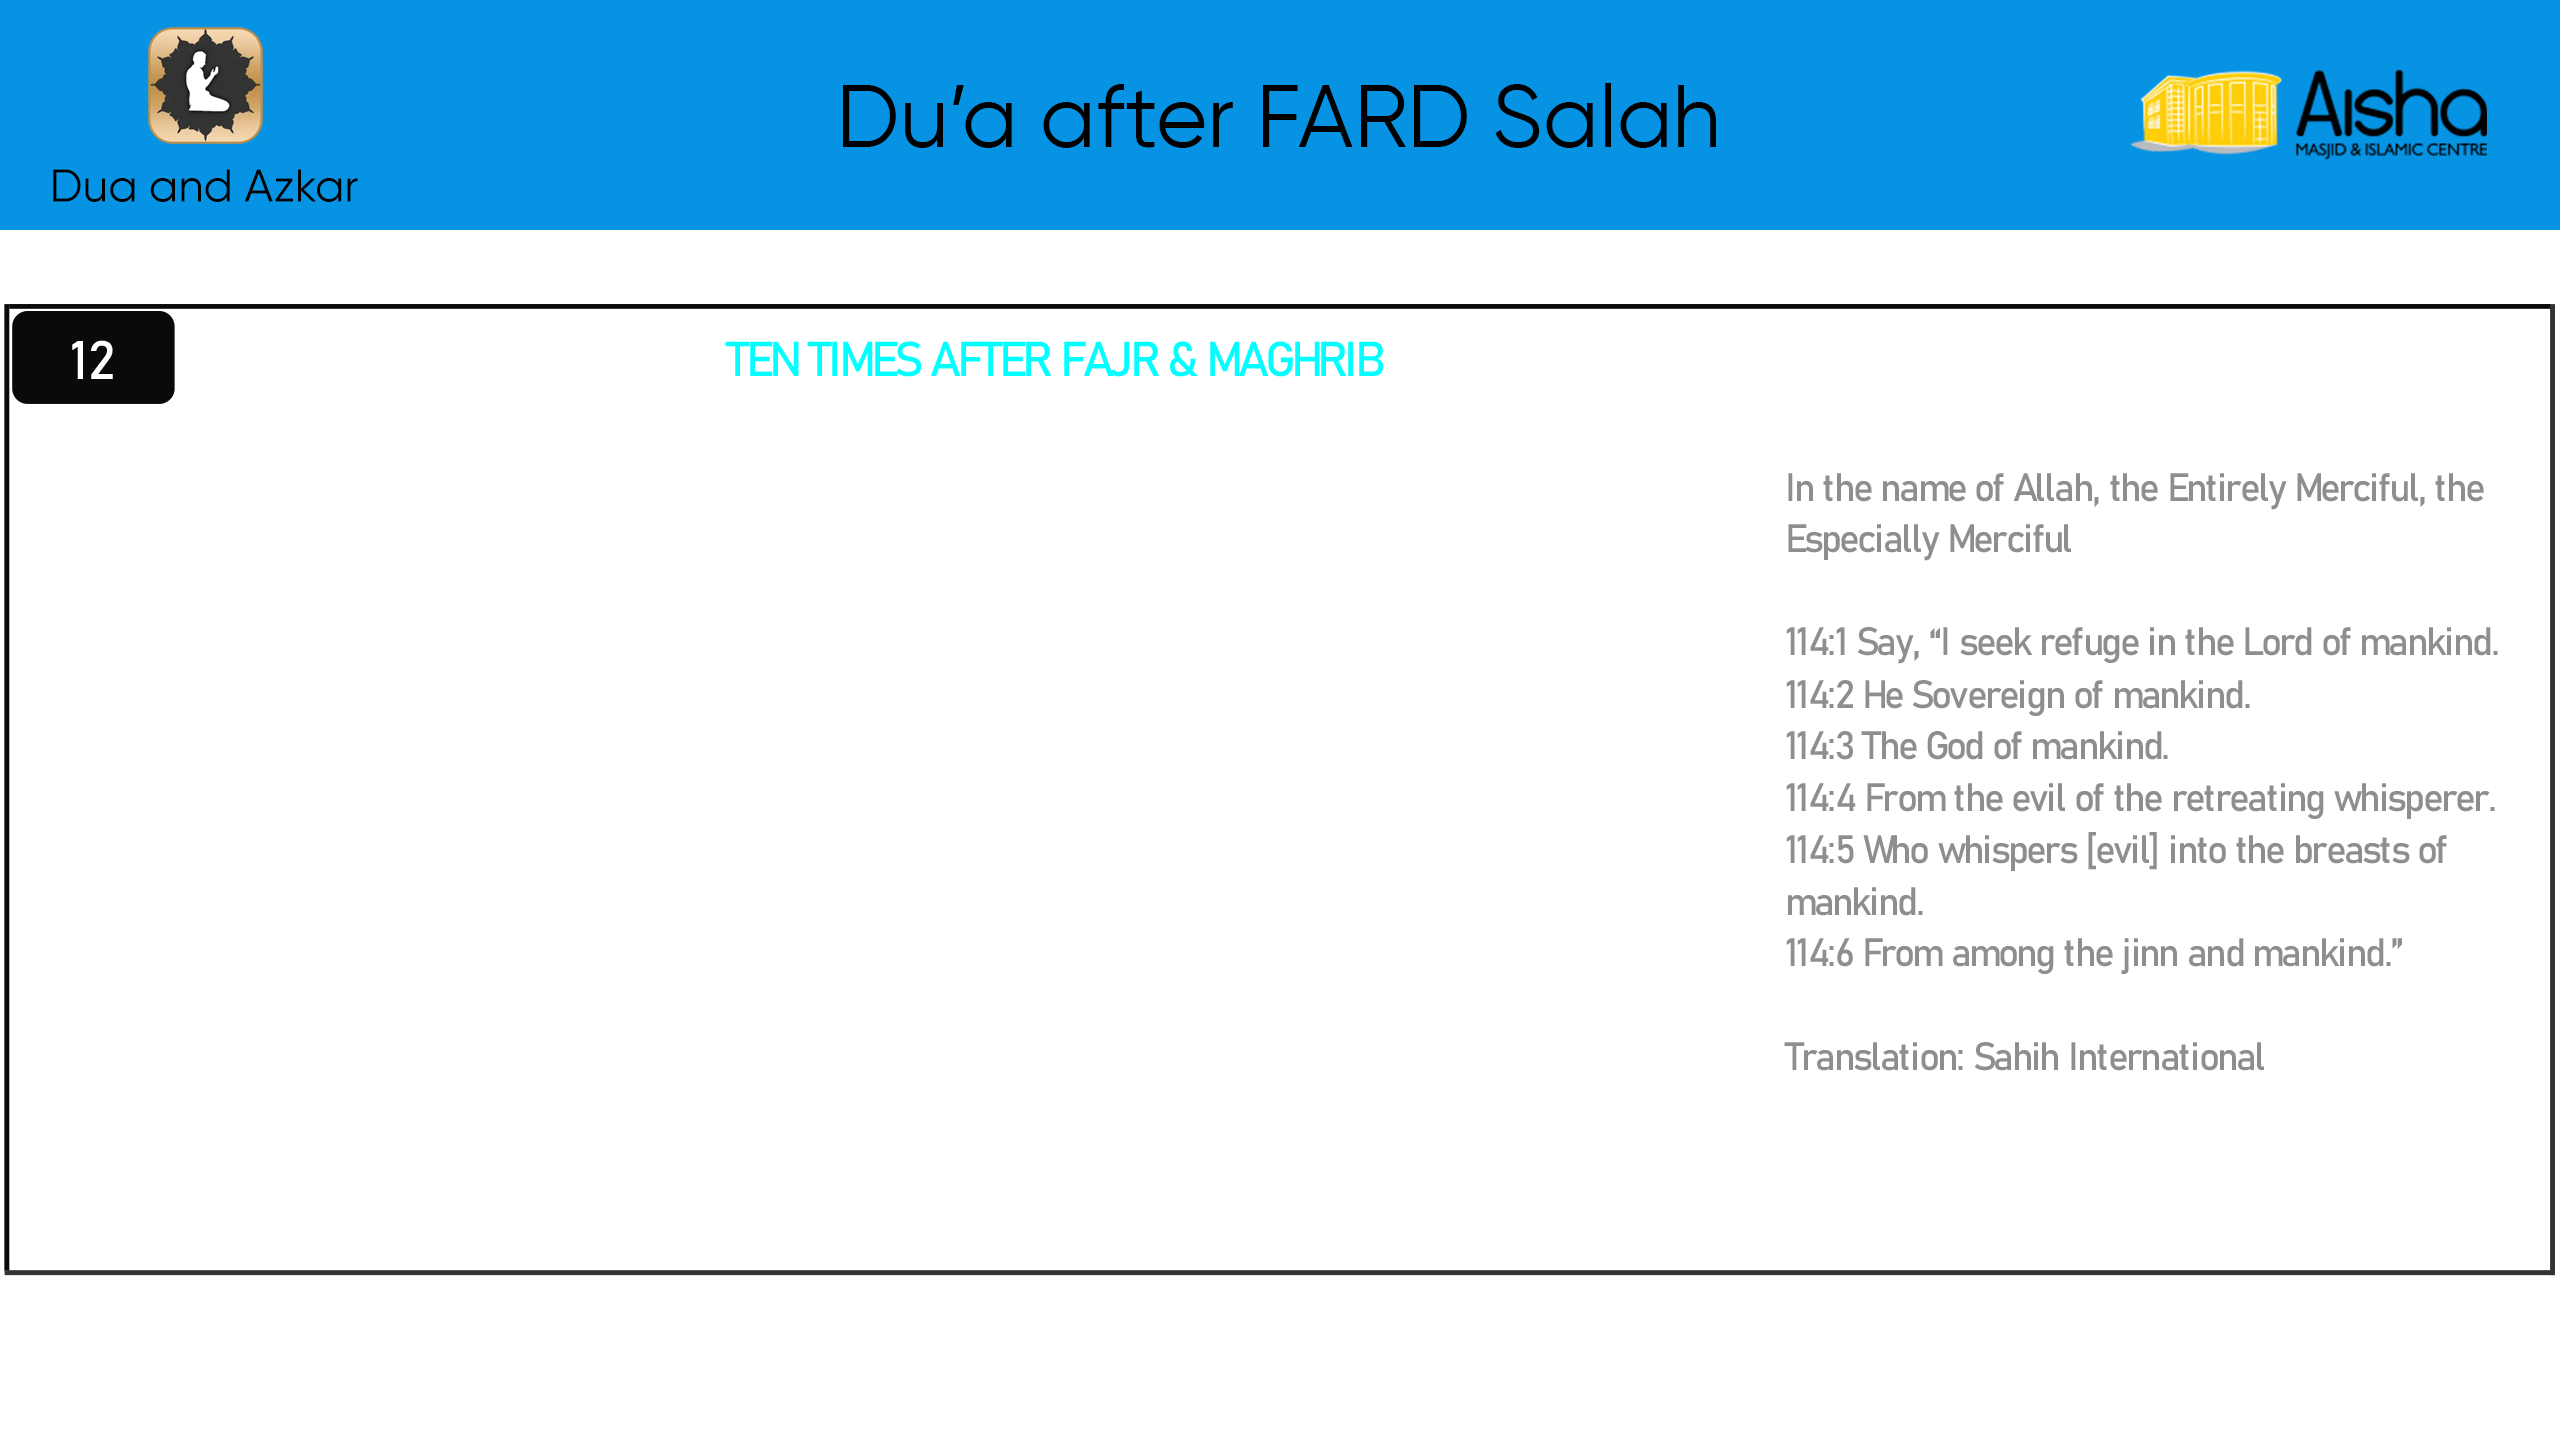 Dua and Azkar
Du’a after FARD Salah
Aisha
MASJID & ISLAMIC CENTRE
12
TEN TIMES AFTER FAJR & MAGHRIB
In the name of Allah, the Entirely Merciful, the
Especially Merciful
114:1 Say, “I seek refuge in the Lord of mankind.
114:2 He Sovereign of mankind.
114:3 The God of mankind.
114:4 From the evil of the retreating whisperer.
114:5 Who whispers [evil] into the breasts of
mankind.
114:6 From among the jinn and mankind.”
Translation: Sahih International